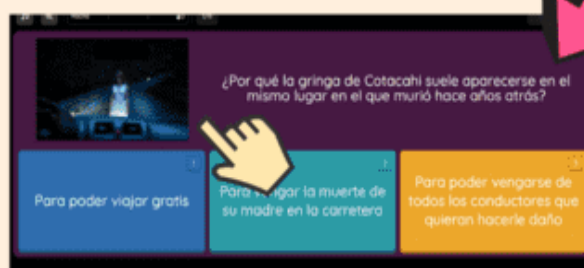 ¿Por qué la gringa de Cotacahi suele aparecerse en el
mismo lugar en el que murió hace años atrás?
Para poder viajar gratis
Para vengar la muerte de
su madre en la carretera
Para poder vengarse de
todos los conductores que
quieran hacerle daño